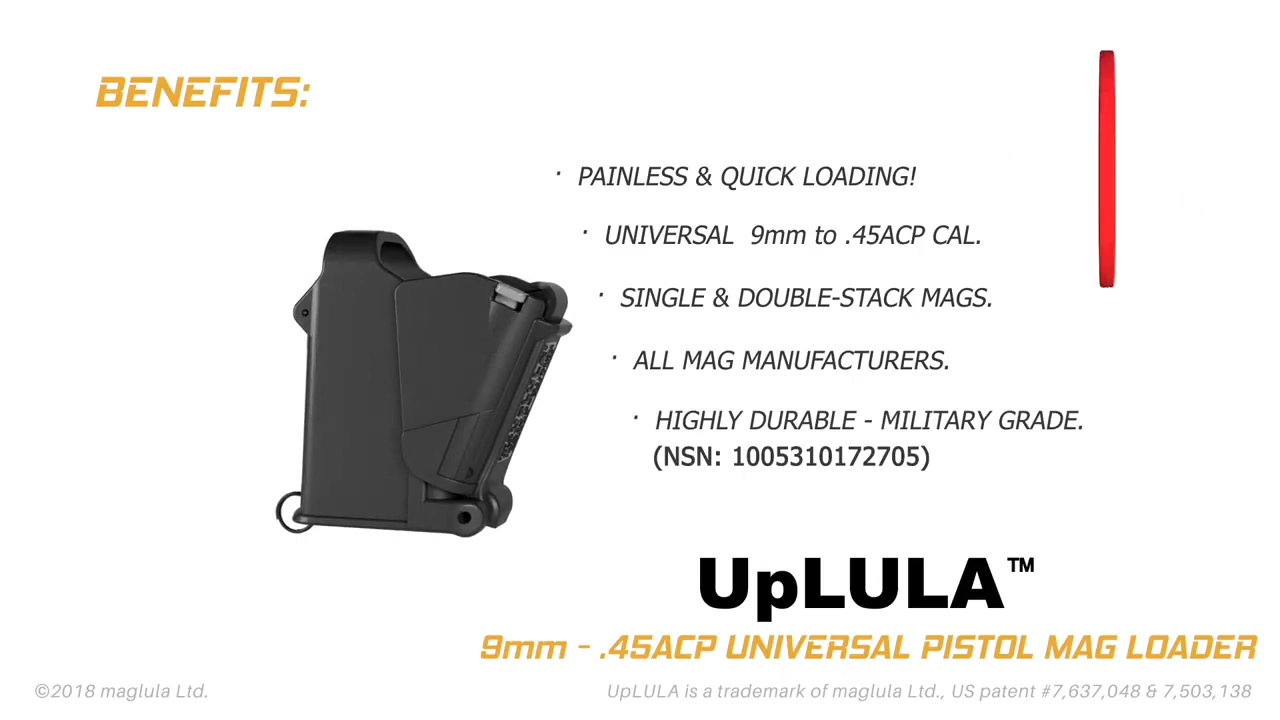 BENEFITS:
· PAINLESS & QUICK LOADING!
· UNIVERSAL 9mm to .45ACP CAL.
· SINGLE & DOUBLE-STACK MAGS.
· ALL MAG MANUFACTURERS.
· HIGHLY DURABLE - MILITARY GRADE.
(NSN: 1005310172705)
UpLULA™
9mm - .45ACP UNIVERSAL PISTOL MAG LOADER
©2018 maglula Ltd.
UpLULA is a trademark of maglula Ltd., US patent #7,637,048 & 7,503,138